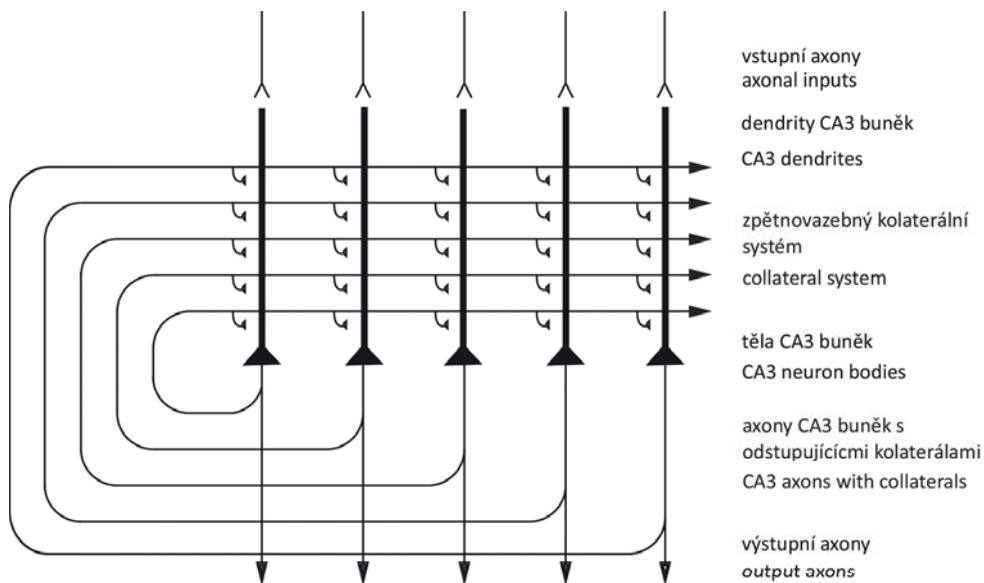 vstupní axony
axonal inputs
dendrity CA3 buněk
CA3 dendrites
zpětnovazebný kolaterální
systém
collateral system
těla CA3 buněk
CA3 neuron bodies
axony CA3 buněk s
odstupujícícmi kolaterálami
CA3 axons with collaterals
výstupní axony
output axons